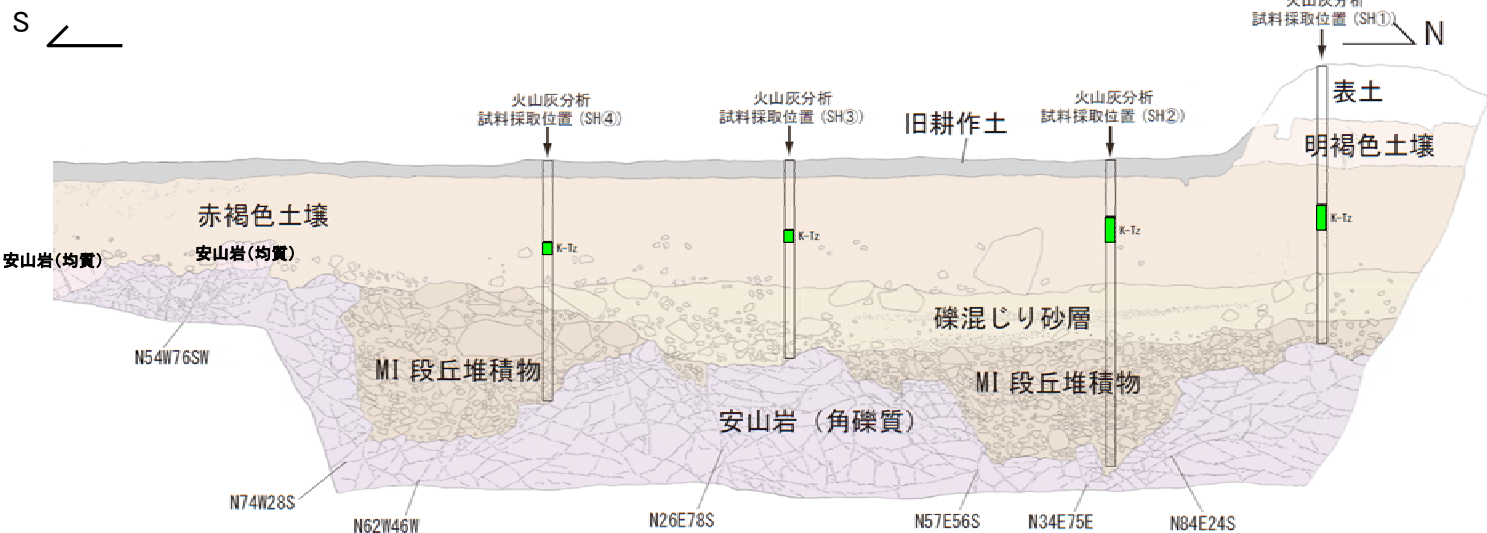 S
火山灰分析
試料採取位置 (SH①)
N
表土
火山灰分析
試料採取位置 (SH④)
火山灰分析
試料採取位置 (SH③)
旧耕作土
火山灰分析
試料採取位置 (SH②)
明褐色土壌
赤褐色土壌
K-Tz
K-Tz
K-Tz
K-Tz
安山岩(均質)
安山岩(均質)
礫混じり砂層
N54W76SW
MI 段丘堆積物
MI 段丘堆積物
安山岩（角礫質）
N74W28S
N62W46W
N26E78S
N57E56S
N34E75E
N84E24S